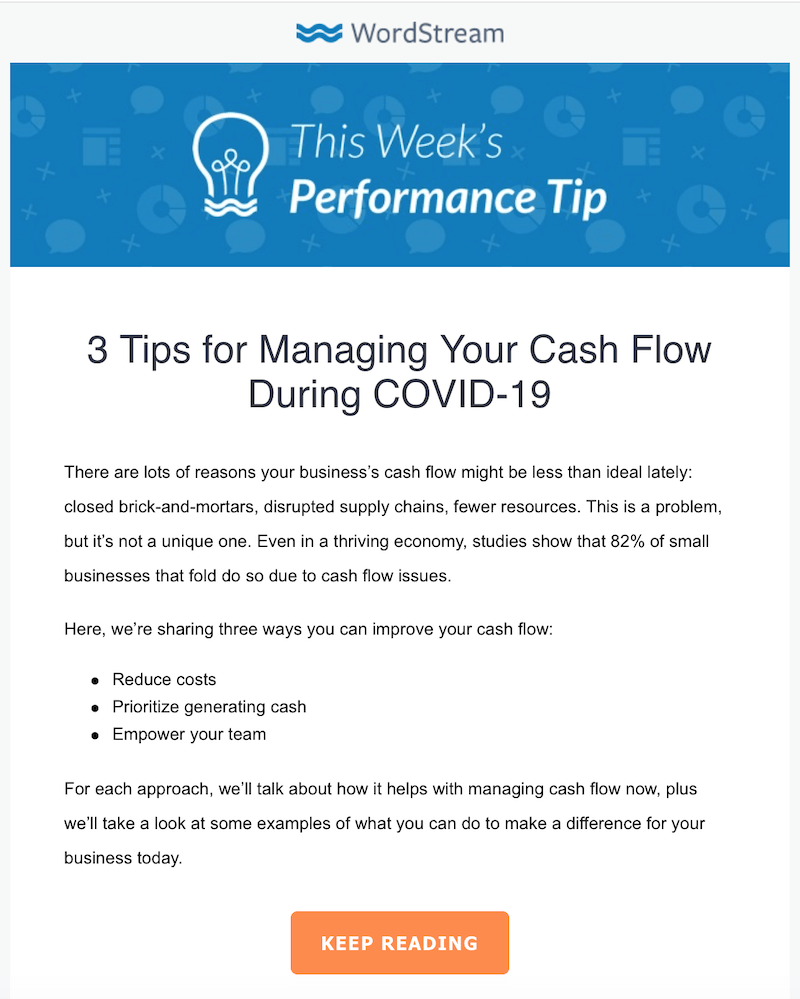 WordStream
This Week’s
Performance Tip
3 Tips for Managing Your Cash Flow
During COVID-19
There are lots of reasons your business’s cash flow might be less than ideal lately:
closed brick-and-mortars, disrupted supply chains, fewer resources. This is a problem,
but it’s not a unique one. Even in a thriving economy, studies show that 82% of small
businesses that fold do so due to cash flow issues.
Here, we’re sharing three ways you can improve your cash flow:
• Reduce costs
• Prioritize generating cash
• Empower your team
For each approach, we’ll talk about how it helps with managing cash flow now, plus
we’ll take a look at some examples of what you can do to make a difference for your
business today.
KEEP READING